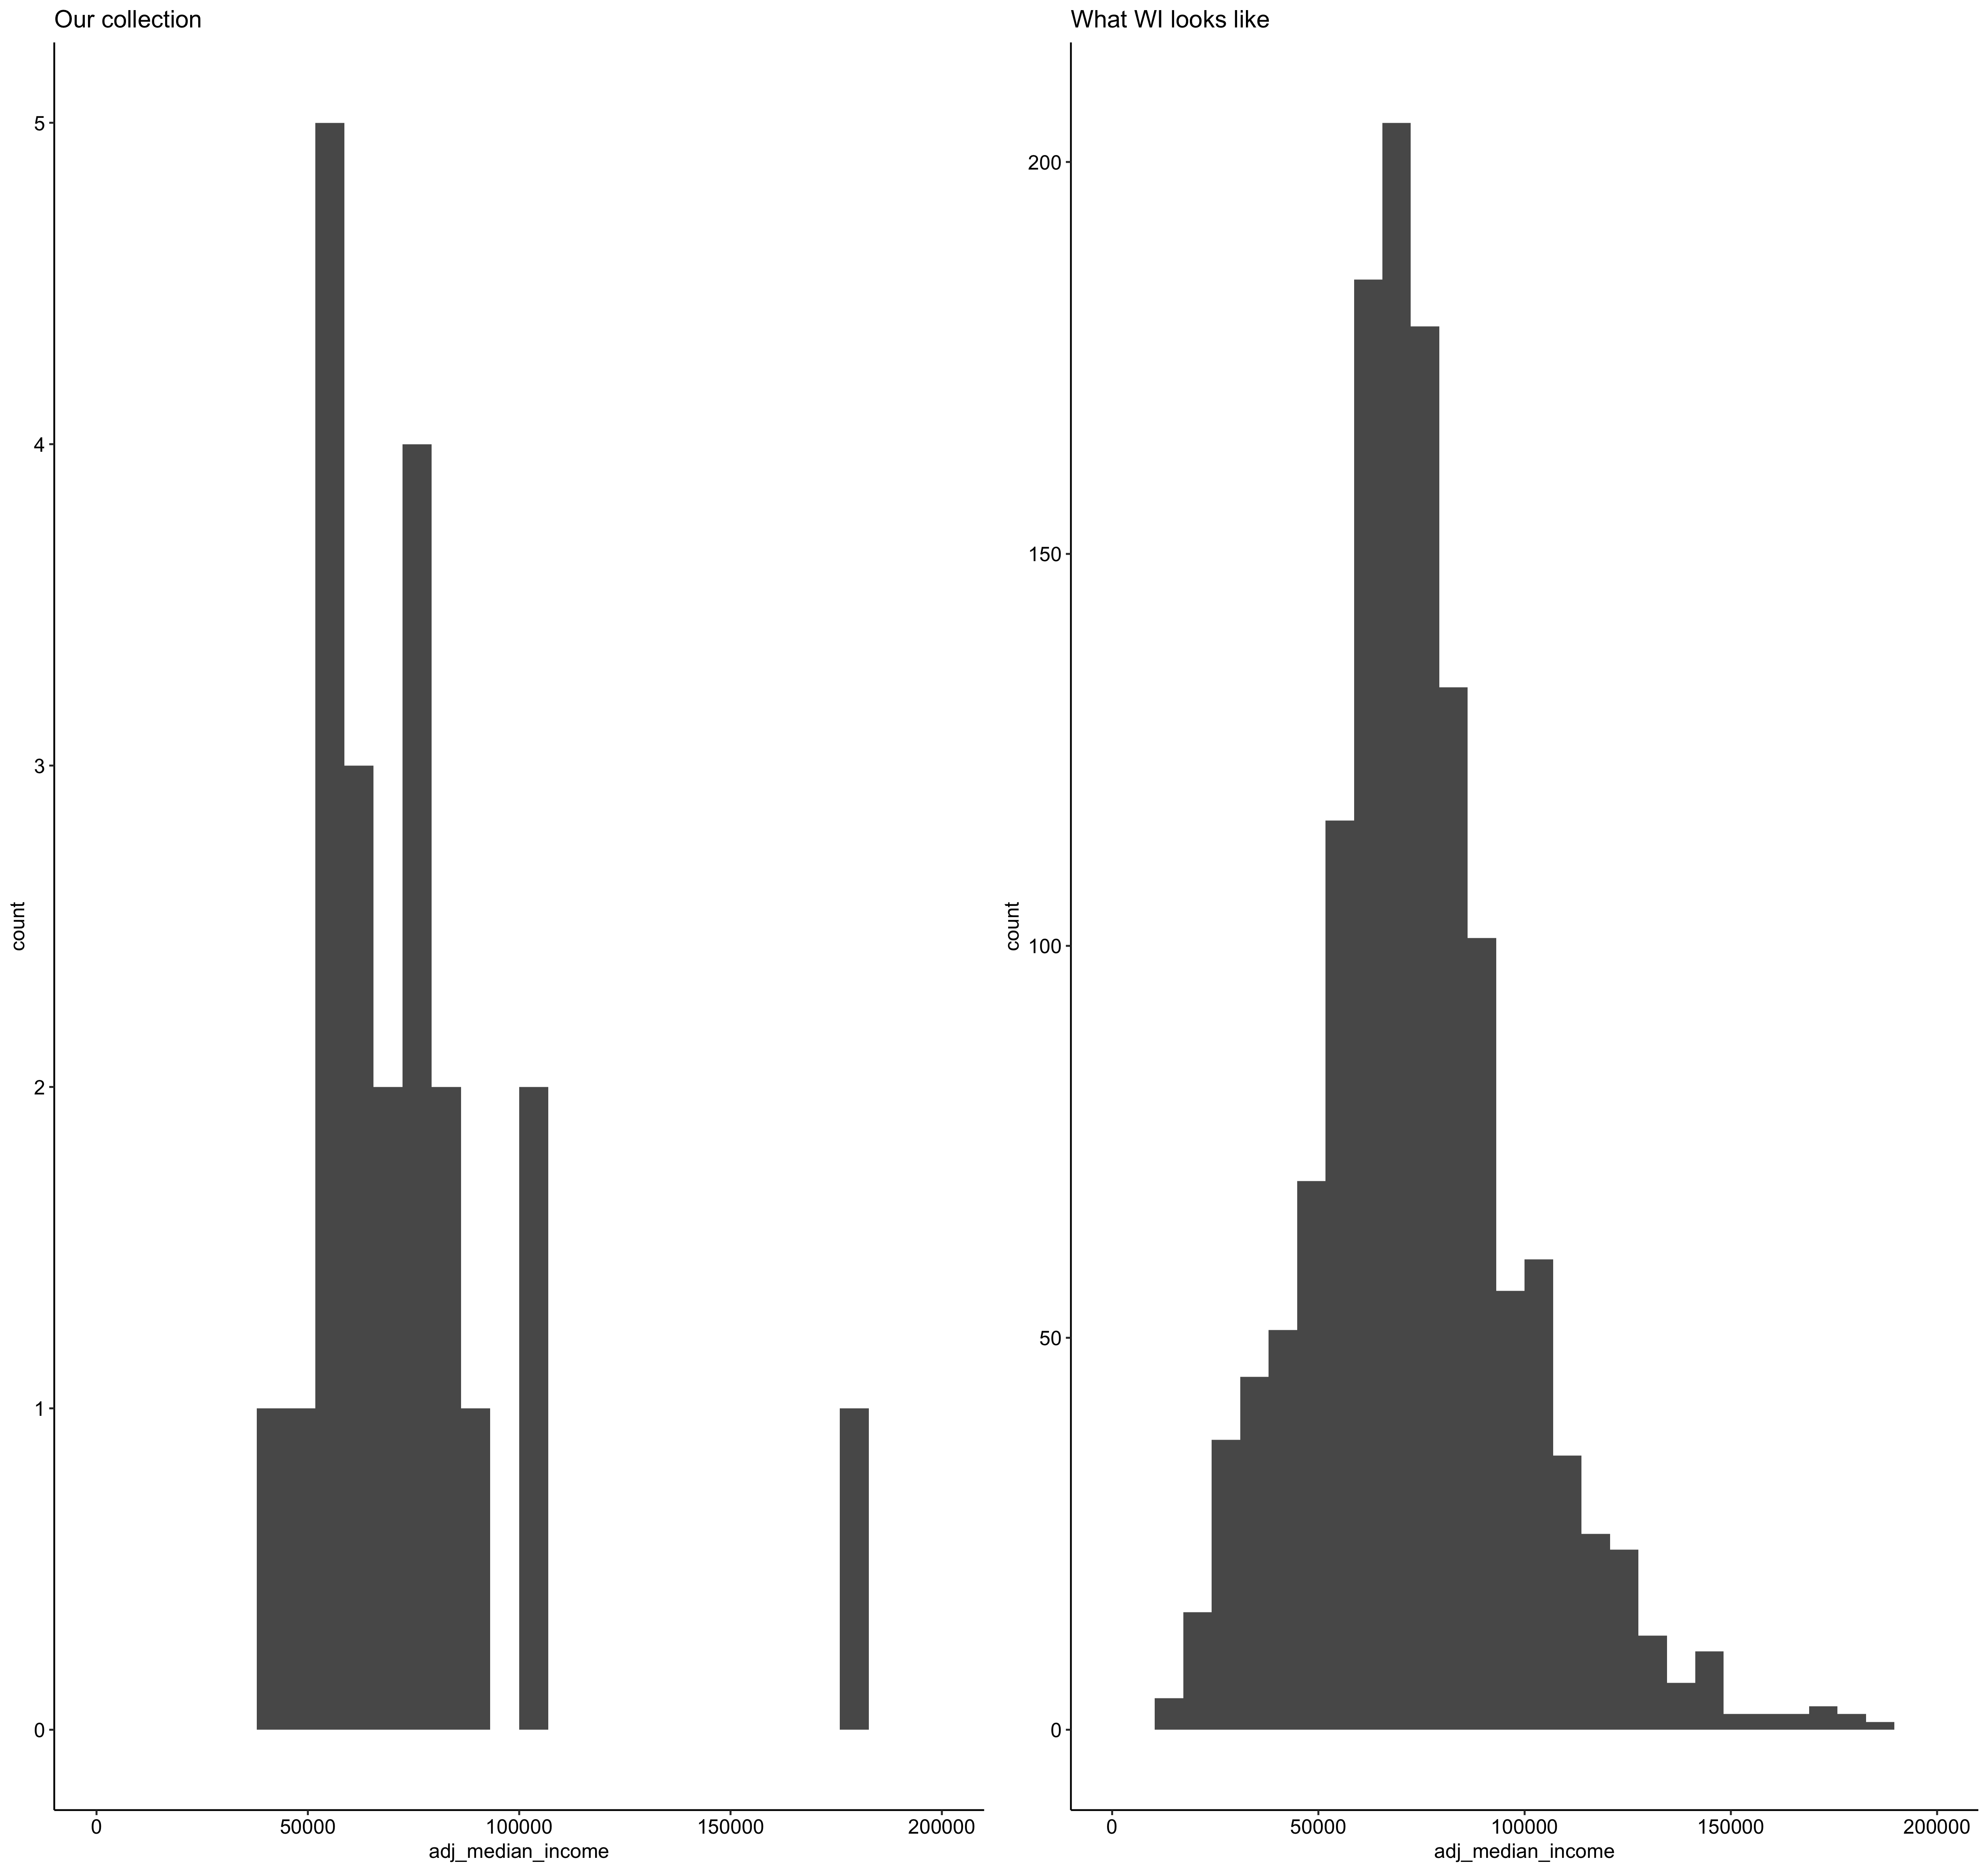 Our collection
5
4
3
2
1
0
count
0 50000 100000 150000 200000
adj_median_income
What WI looks like
200
150
100
50
0
count
0 50000 100000 150000 200000
adj_median_income